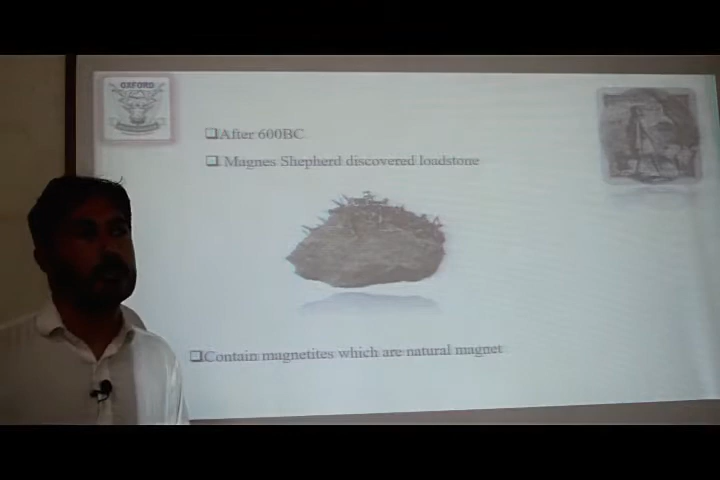 OXFORD
After 600BC
Magnes Shepherd discovered loadstone
Contain magnetites which are natural magnet